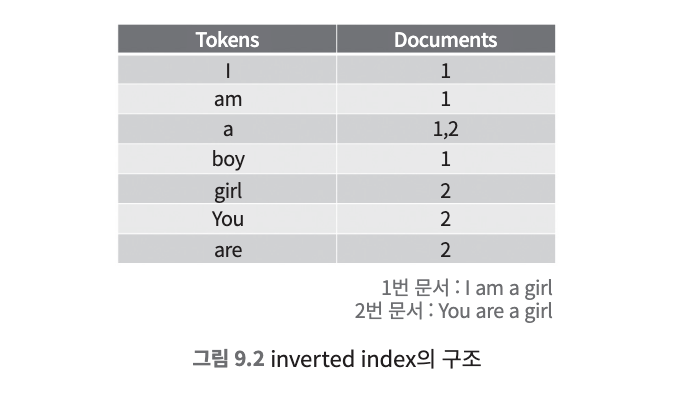 Tokens Documents
I 1
am 1
a 1,2
boy 1
girl 2
You 2
are 2
1번 문서 : I am a girl
2번 문서 : You are a girl
그림 9.2 inverted index의 구조